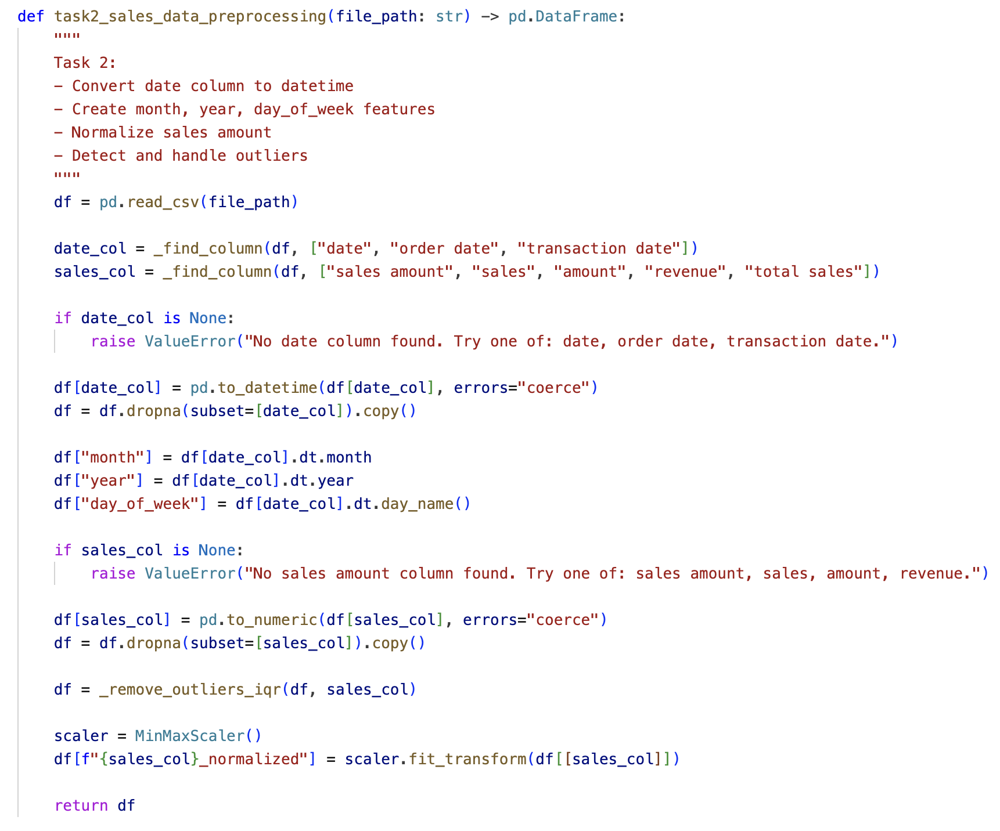 def task2_sales_data_preprocessing(file_path: str) -> pd.DataFrame:
    """
    Task 2:
    - Convert date column to datetime
    - Create month, year, day_of_week features
    - Normalize sales amount
    - Detect and handle outliers
    """
    df = pd.read_csv(file_path)

    date_col = _find_column(df, ["date", "order date", "transaction date"])
    sales_col = _find_column(df, ["sales amount", "sales", "amount", "revenue", "total sales"])

    if date_col is None:
        raise ValueError("No date column found. Try one of: date, order date, transaction date.")

    df[date_col] = pd.to_datetime(df[date_col], errors="coerce")
    df = df.dropna(subset=[date_col]).copy()

    df["month"] = df[date_col].dt.month
    df["year"] = df[date_col].dt.year
    df["day_of_week"] = df[date_col].dt.day_name()

    if sales_col is None:
        raise ValueError("No sales amount column found. Try one of: sales amount, sales, amount, revenue.")

    df[sales_col] = pd.to_numeric(df[sales_col], errors="coerce")
    df = df.dropna(subset=[sales_col]).copy()

    df = _remove_outliers_iqr(df, sales_col)

    scaler = MinMaxScaler()
    df[f"{sales_col}_normalized"] = scaler.fit_transform(df[[sales_col]])

    return df